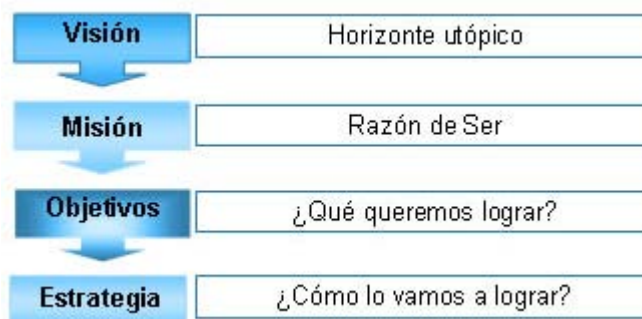 Visión
Horizonte utópico
Misión
Razón de Ser
Objetivos
¿Qué queremos lograr?
Estrategia
¿Cómo lo vamos a lograr?